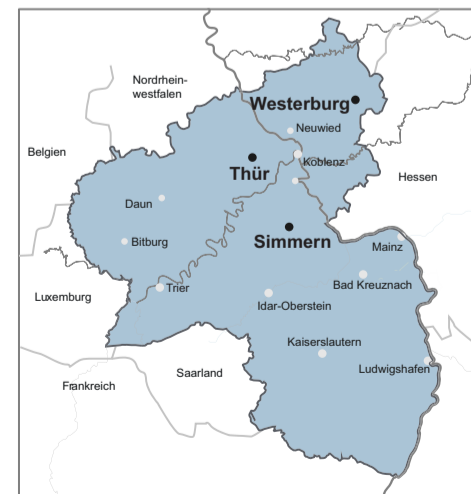 Nordrhein-
westfalen
Westerburg
Neuwied
Belgien
Koblenz
Thür
Hessen
Daun
Simmern
Bitburg
Mainz
Bad Kreuznach
Trier
Luxemburg
Idar-Oberstein
Kaiserslautern
Saarland
Ludwigshafen
Frankreich